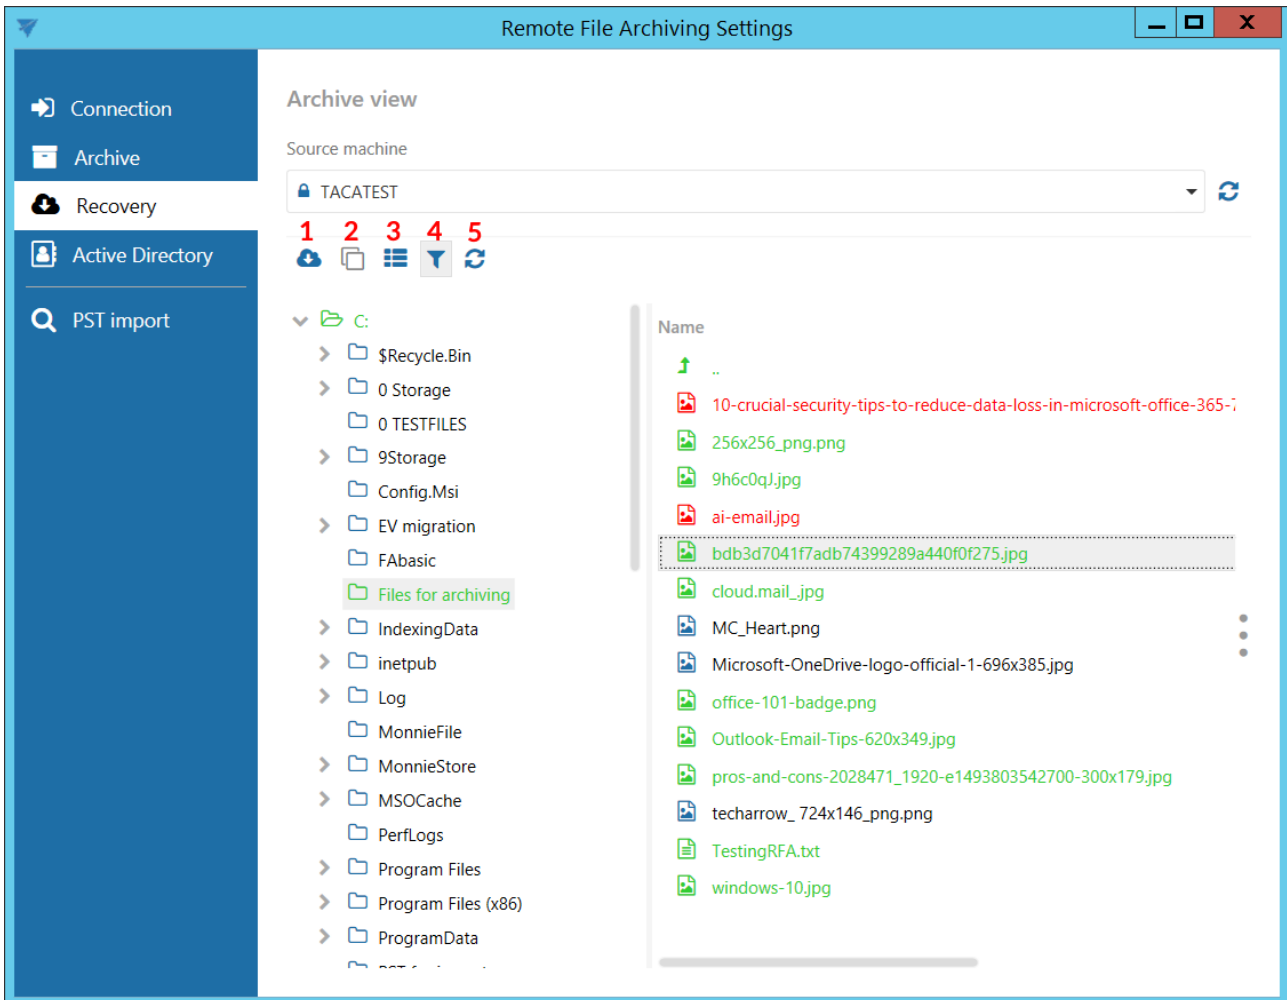 Remote File Archiving Settings
Connection
Archive
Recovery
Active Directory
PST import
Archive view
Source machine
TACATEST
1 2 3 4 5
C:
$Recycle.Bin
0 Storage
0 TESTFILES
9Storage
Config.Msi
EV migration
FAbasic
Files for archiving
IndexingData
inetpub
Log
MonnieFile
MonnieStore
MSOCache
PerfLogs
Program Files
Program Files (x86)
ProgramData
Name
..
10-crucial-security-tips-to-reduce-data-loss-in-microsoft-office-365-
256x256_png.png
9h6c0qJ.jpg
ai-email.jpg
bdb3d7041f7adb74399289a440f0f275.jpg
cloud.mail_.jpg
MC_Heart.png
Microsoft-OneDrive-logo-official-1-696x385.jpg
office-101-badge.png
Outlook-Email-Tips-620x349.jpg
pros-and-cons-2028471_1920-e1493803542700-300x179.jpg
techarrow_ 724x146_png.png
TestingRFA.txt
windows-10.jpg